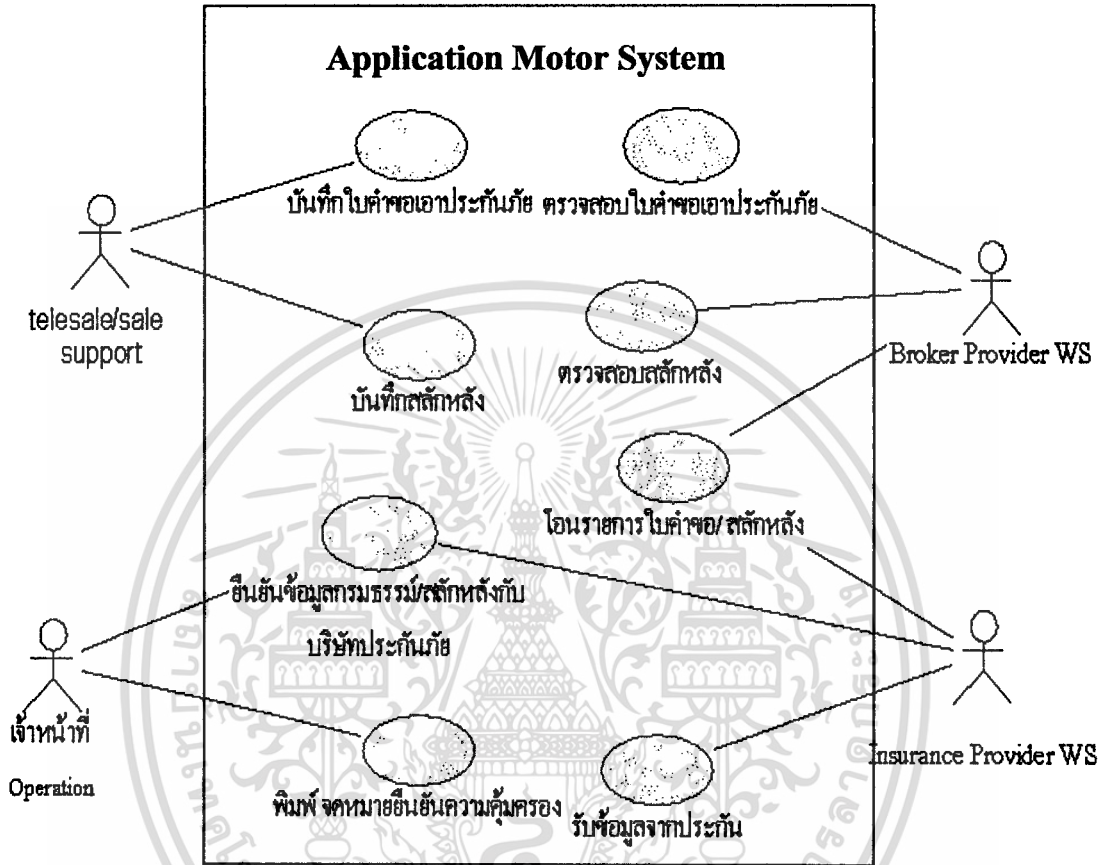 Application Motor System
บันทึกใบคำขอเอาประกันภัย
ตรวจสอบใบคำขอเอาประกันภัย
telesale/sale
support
บันทึกสลักหลัง
ตรวจสอบสลักหลัง
Broker Provider WS
โอนรายการใบคำขอ/ สลักหลัง
ยืนยันข้อมูลกรมธรรม์/สลักหลังกับ
บริษัทประกันภัย
เจ้าหน้าที่
Operation
พิมพ์ จดหมายยืนยันความคุ้มครอง
รับข้อมูลจากประกัน
Insurance Provider WS